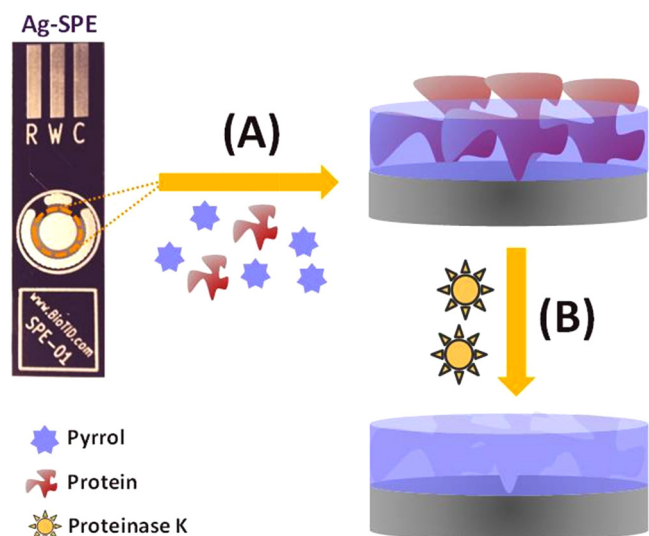 Ag-SPE
R W C
(A)
www.BioTID.com
SPE-01
(B)
Pyrrol
Protein
Proteinase K